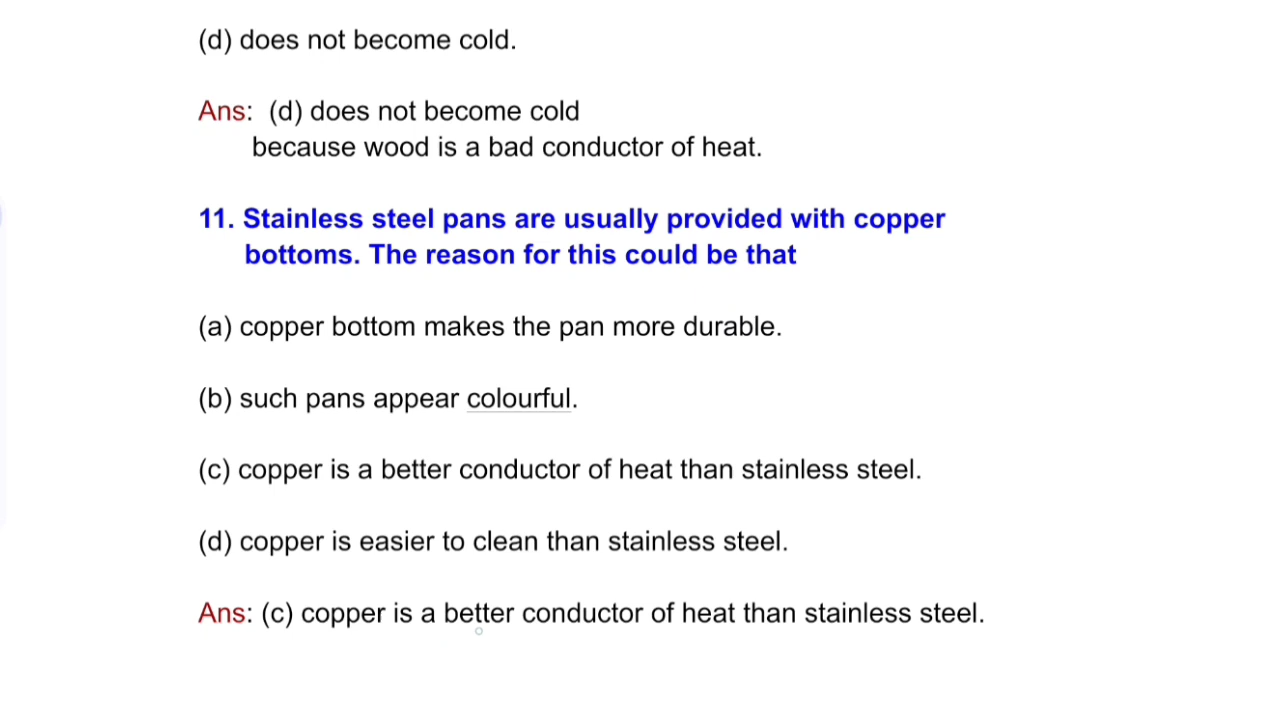 (d) does not become cold.
Ans: (d) does not become cold
because wood is a bad conductor of heat.
11. Stainless steel pans are usually provided with copper
bottoms. The reason for this could be that
(a) copper bottom makes the pan more durable.
(b) such pans appear colourful.
(c) copper is a better conductor of heat than stainless steel.
(d) copper is easier to clean than stainless steel.
Ans: (c) copper is a better conductor of heat than stainless steel.